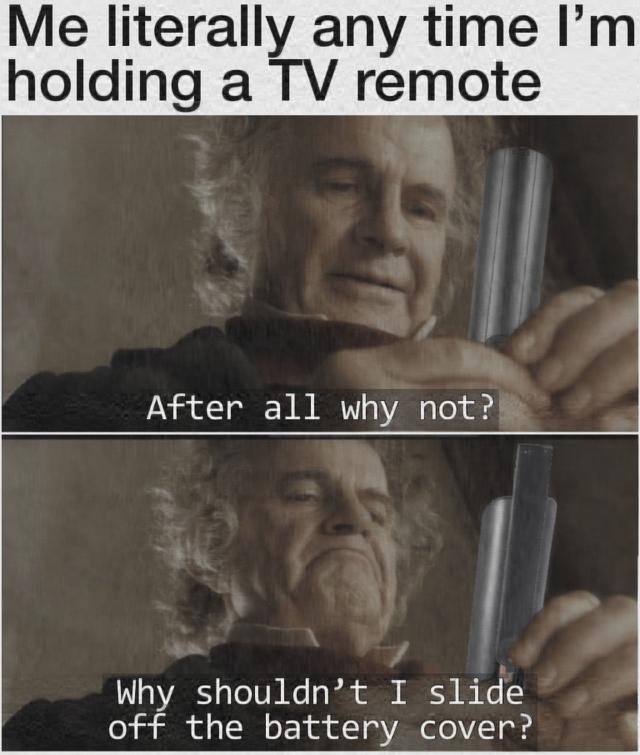 Me literally any time I’m
holding a TV remote
After all why not?
Why shouldn’t I slide
off the battery cover?